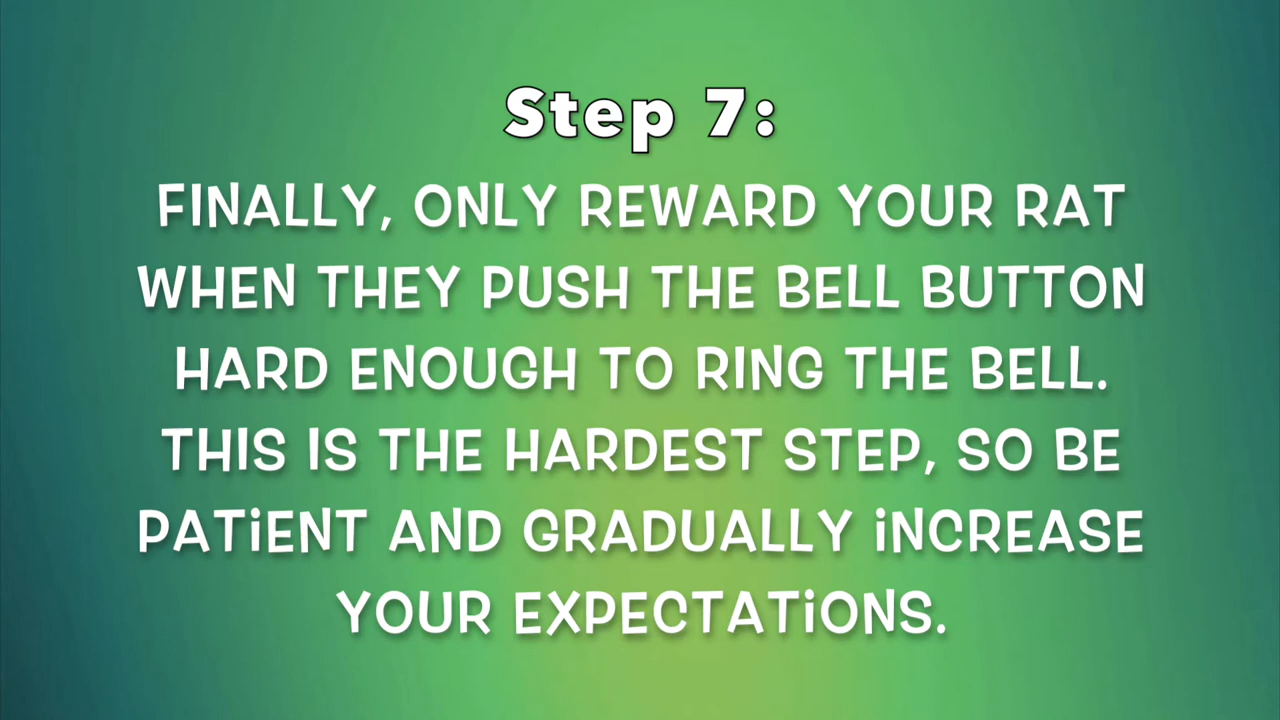 Step 7:
FINALLY, ONLY REWARD YOUR RAT
WHEN THEY PUSH THE BELL BUTTON
HARD ENOUGH TO RING THE BELL.
THIS IS THE HARDEST STEP, SO BE
PATiENT AND GRADUALLY iNCREASE
YOUR EXPECTATiONS.